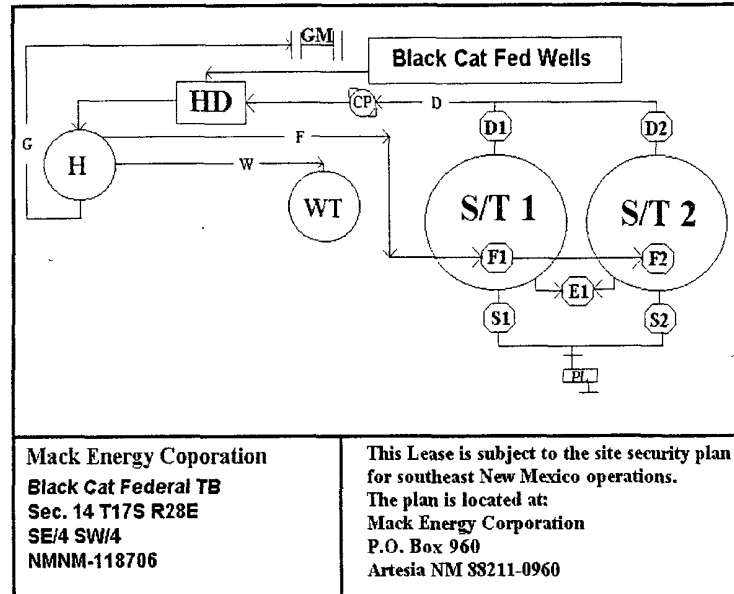 GM
Black Cat Fed Wells
HD
CP
D
D1
D2
G
F
H
W
WT
S/T 1
S/T 2
F1
F2
E1
S1
S2
PL
Mack Energy Coporation
Black Cat Federal TB
Sec. 14 T17S R28E
SE/4 SW/4
NMNM-118706
This Lease is subject to the site security plan
for southeast New Mexico operations.
The plan is located at:
Mack Energy Corporation
P.O. Box 960
Artesia NM 88211-0960